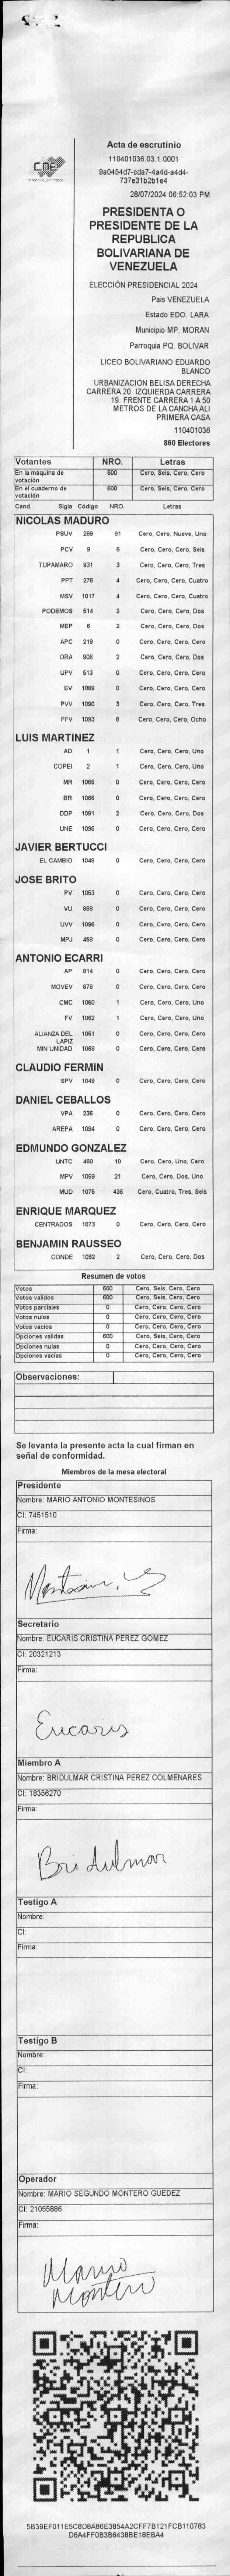 CNE
Acta de escrutinio
110401036.03.1.0001
9a0454d7-cda7-4a4d-a4d4-
737e31b2b1e4
28/07/2024 06:52:03 PM
PRESIDENTA O
PRESIDENTE DE LA
REPUBLICA
BOLIVARIANA DE
VENEZUELA
ELECCIÓN PRESIDENCIAL 2024
Pais VENEZUELA
Estado EDO. LARA
Municipio MP. MORAN
Parroquia PQ. BOLIVAR
LICEO BOLIVARIANO EDUARDO
BLANCO
URBANIZACION BELISA DERECHA
CARRERA 20. IZQUIERDA CARRERA
19. FRENTE CARRERA 1 A 50
METROS DE LA CANCHA ALI
PRIMERA CASA
110401036
860 Electores
Votantes NRO. Letras
En la máquina de votación 600 Cero, Seis, Cero, Cero
En el cuaderno de votación 600 Cero, Seis, Cero, Cero
Cand. Sigla Código NRO. Letras
NICOLAS MADURO
PSUV 269 91 Cero, Cero, Nueve, Uno
PCV 9 6 Cero, Cero, Cero, Seis
TUPAMARO 931 3 Cero, Cero, Cero, Tres
PPT 276 4 Cero, Cero, Cero, Cuatro
MSV 1017 4 Cero, Cero, Cero, Cuatro
PODEMOS 514 2 Cero, Cero, Cero, Dos
MEP 6 2 Cero, Cero, Cero, Dos
APC 219 0 Cero, Cero, Cero, Cero
ORA 906 2 Cero, Cero, Cero, Dos
UPV 513 0 Cero, Cero, Cero, Cero
EV 1089 0 Cero, Cero, Cero, Cero
PVV 1090 3 Cero, Cero, Cero, Tres
PFV 1093 8 Cero, Cero, Cero, Ocho
LUIS MARTINEZ
AD 1 1 Cero, Cero, Cero, Uno
COPEI 2 1 Cero, Cero, Cero, Uno
MR 1065 0 Cero, Cero, Cero, Cero
BR 1066 0 Cero, Cero, Cero, Cero
DDP 1091 2 Cero, Cero, Cero, Dos
UNE 1095 0 Cero, Cero, Cero, Cero
JAVIER BERTUCCI
EL CAMBIO 1048 0 Cero, Cero, Cero, Cero
JOSE BRITO
PV 1053 0 Cero, Cero, Cero, Cero
VU 968 0 Cero, Cero, Cero, Cero
UVV 1096 0 Cero, Cero, Cero, Cero
MPJ 459 0 Cero, Cero, Cero, Cero
ANTONIO ECARRI
AP 614 0 Cero, Cero, Cero, Cero
MOVEV 878 0 Cero, Cero, Cero, Cero
CMC 1050 1 Cero, Cero, Cero, Uno
FV 1062 1 Cero, Cero, Cero, Uno
ALIANZA DEL LAPIZ 1051 0 Cero, Cero, Cero, Cero
MIN UNIDAD 1068 0 Cero, Cero, Cero, Cero
CLAUDIO FERMIN
SPV 1049 0 Cero, Cero, Cero, Cero
DANIEL CEBALLOS
VPA 236 0 Cero, Cero, Cero, Cero
AREPA 1094 0 Cero, Cero, Cero, Cero
EDMUNDO GONZALEZ
UNTC 460 10 Cero, Cero, Uno, Cero
MPV 1069 21 Cero, Cero, Dos, Uno
MUD 1075 436 Cero, Cuatro, Tres, Seis
ENRIQUE MARQUEZ
CENTRADOS 1073 0 Cero, Cero, Cero, Cero
BENJAMIN RAUSSEO
CONDE 1092 2 Cero, Cero, Cero, Dos
Resumen de votos
Votos 600 Cero, Seis, Cero, Cero
Votos validos 600 Cero, Seis, Cero, Cero
Votos parciales 0 Cero, Cero, Cero, Cero
Votos nulos 0 Cero, Cero, Cero, Cero
Votos vacios 0 Cero, Cero, Cero, Cero
Opciones validas 600 Cero, Seis, Cero, Cero
Opciones nulas 0 Cero, Cero, Cero, Cero
Opciones vacias 0 Cero, Cero, Cero, Cero
Observaciones:
Se levanta la presente acta la cual firman en
señal de conformidad.
Miembros de la mesa electoral
Presidente
Nombre: MARIO ANTONIO MONTESINOS
CI: 7451510
Firma:
Secretario
Nombre: EUCARIS CRISTINA PEREZ GOMEZ
CI: 20321213
Firma:
Eucaris
Miembro A
Nombre: BRIDULMAR CRISTINA PEREZ COLMENARES
CI: 18356270
Firma:
Bridulmar
Testigo A
Nombre:
CI:
Firma:
Testigo B
Nombre:
CI:
Firma:
Operador
Nombre: MARIO SEGUNDO MONTERO GUEDEZ
CI: 21055886
Firma:
Mario
Montero
5B39EF011E5C8D8A86E3854A2CFF7B121FCB110783
D6A4FF0B3B6438BE18EBA4